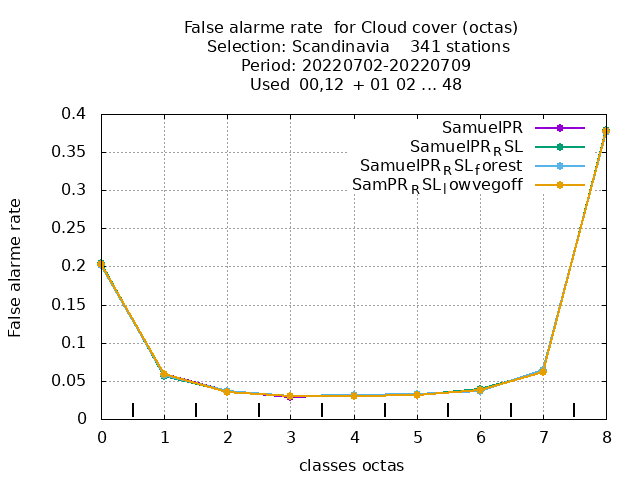 False alarme rate for Cloud cover (octas)
Selection: Scandinavia 341 stations
Period: 20220702-20220709
Used 00,12 + 01 02 ... 48
SamuelPR
SamuelPR_RSL
SamuelPR_RSL_forest
SamPR_RSL_lowvegoff
False alarme rate
0.4
0.35
0.3
0.25
0.2
0.15
0.1
0.05
0
0 1 2 3 4 5 6 7 8
classes octas